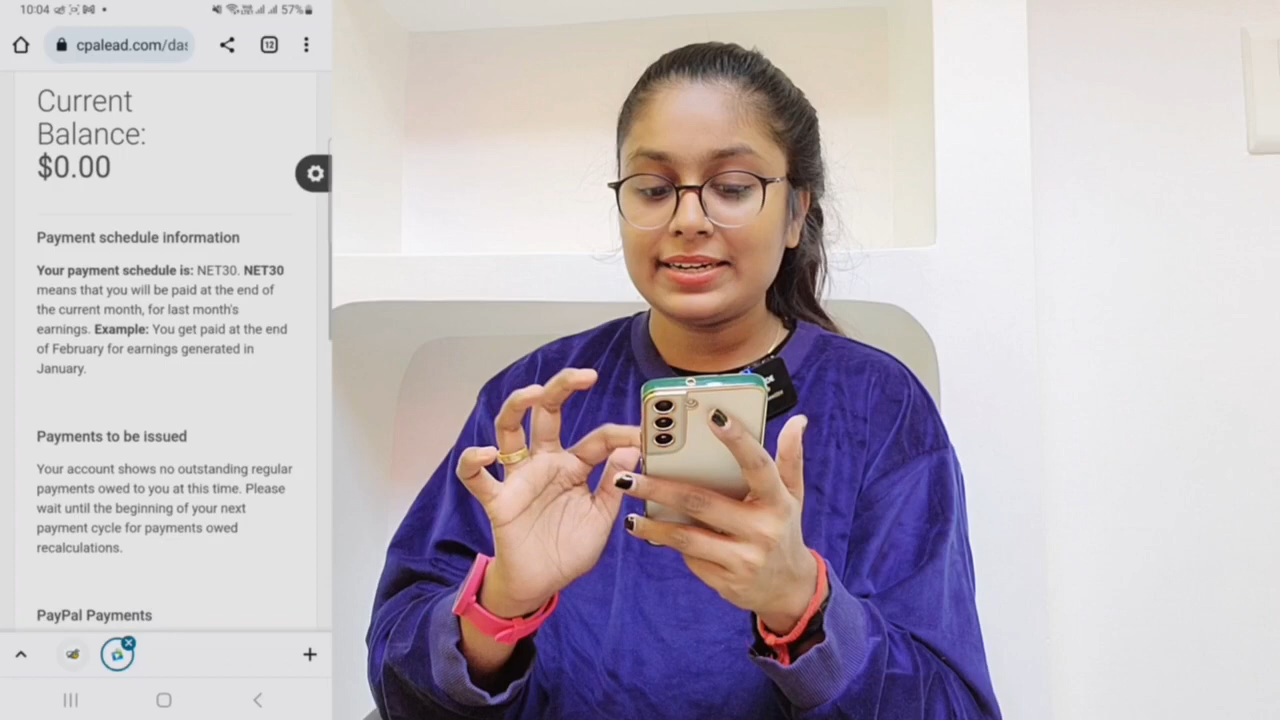 10:04
57%
12
cpalead.com/das
Current
Balance:
$0.00
Payment schedule information
Your payment schedule is: NET30. NET30
means that you will be paid at the end of
the current month, for last month's
earnings. Example: You get paid at the end
of February for earnings generated in
January.
Payments to be issued
Your account shows no outstanding regular
payments owed to you at this time. Please
wait until the beginning of your next
payment cycle for payments owed
recalculations.
PayPal Payments